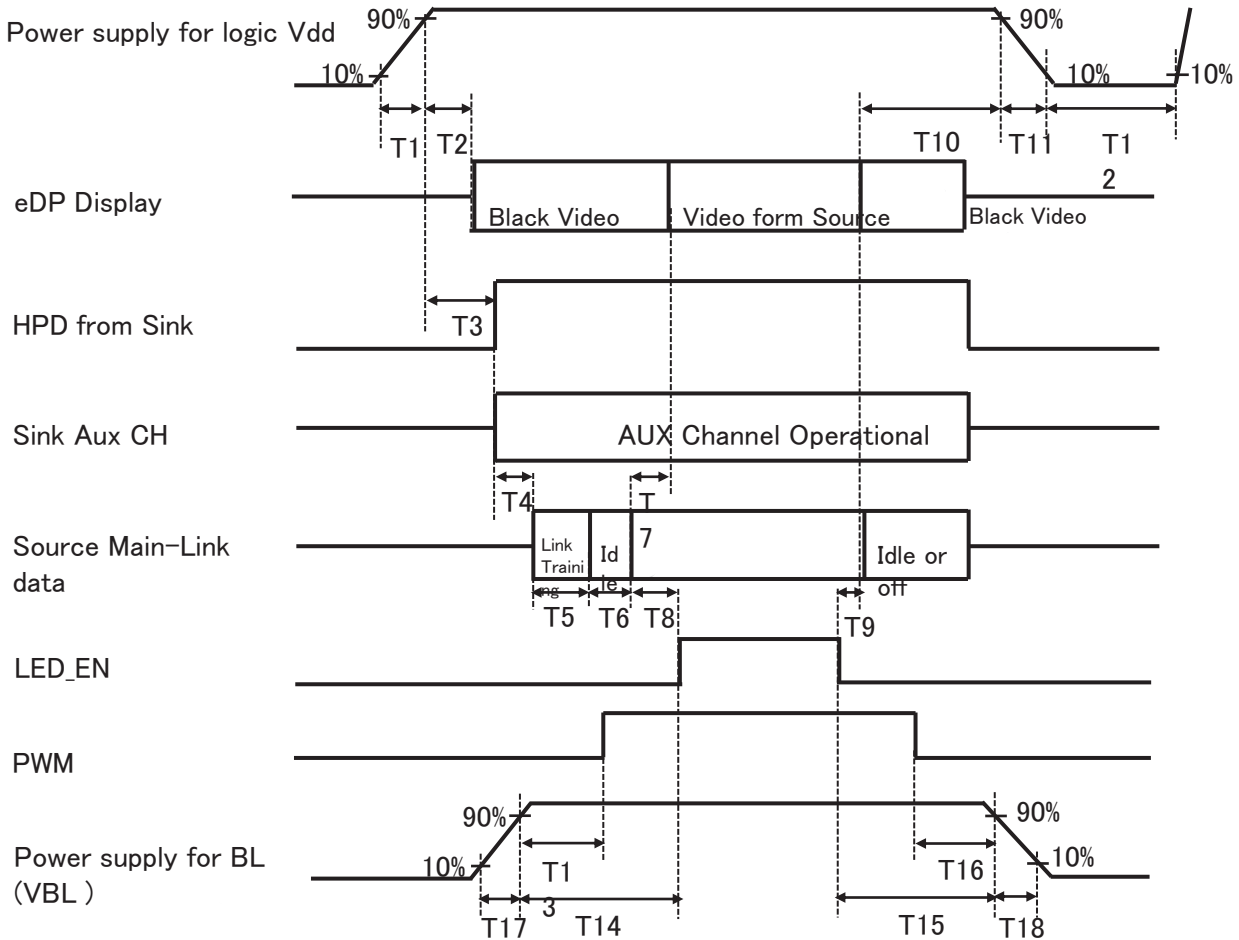 Power supply for logic Vdd
90%
90%
10%
10%
10%
T1
T2
T10
T11
T1
2
eDP Display
Black Video
Video form Source
Black Video
HPD from Sink
T3
Sink Aux CH
AUX Channel Operational
T4
T
7
Source Main-Link
data
Link
Traini
ng
Id
le
Idle or
off
T5
T6
T8
T9
LED_EN
PWM
90%
90%
Power supply for BL
(VBL )
10%
10%
T1
3
T16
T17
T14
T15
T18